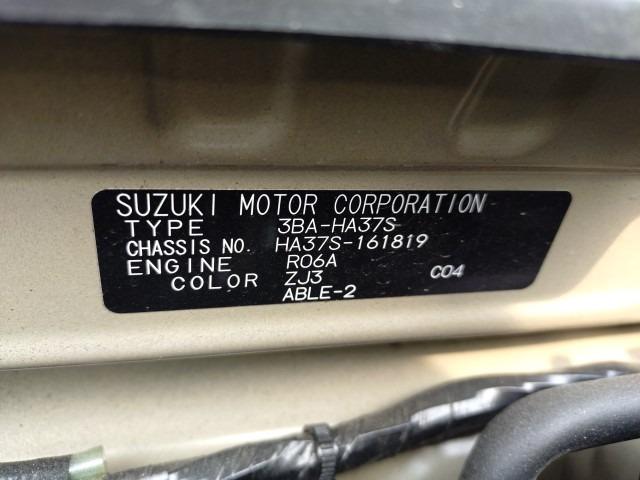 SUZUKI MOTOR CORPORATION
TYPE 3BA-HA37S
CHASSIS NO. HA37S-161819
ENGINE R06A
COLOR ZJ3 C04
ABLE-2